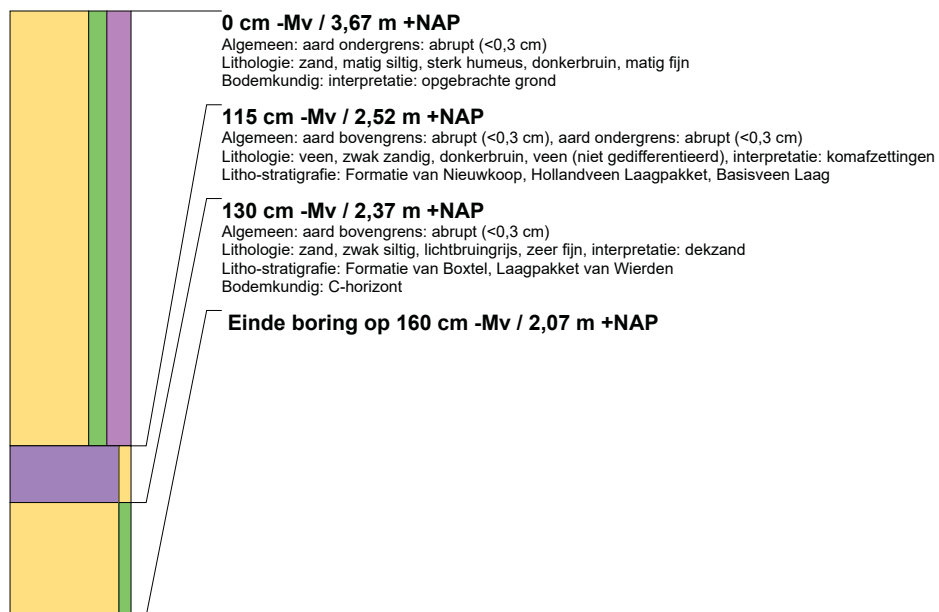 0 cm -Mv / 3,67 m +NAP
Algemeen: aard ondergrens: abrupt (<0,3 cm)
Lithologie: zand, matig siltig, sterk humeus, donkerbruin, matig fijn
Bodemkundig: interpretatie: opgebrachte grond
115 cm -Mv / 2,52 m +NAP
Algemeen: aard bovengrens: abrupt (<0,3 cm), aard ondergrens: abrupt (<0,3 cm)
Lithologie: veen, zwak zandig, donkerbruin, veen (niet gedifferentieerd), interpretatie: komafzettingen
Litho-stratigrafie: Formatie van Nieuwkoop, Hollandveen Laagpakket, Basisveen Laag
130 cm -Mv / 2,37 m +NAP
Algemeen: aard bovengrens: abrupt (<0,3 cm)
Lithologie: zand, zwak siltig, lichtbruingrijs, zeer fijn, interpretatie: dekzand
Litho-stratigrafie: Formatie van Boxtel, Laagpakket van Wierden
Bodemkundig: C-horizont
Einde boring op 160 cm -Mv / 2,07 m +NAP